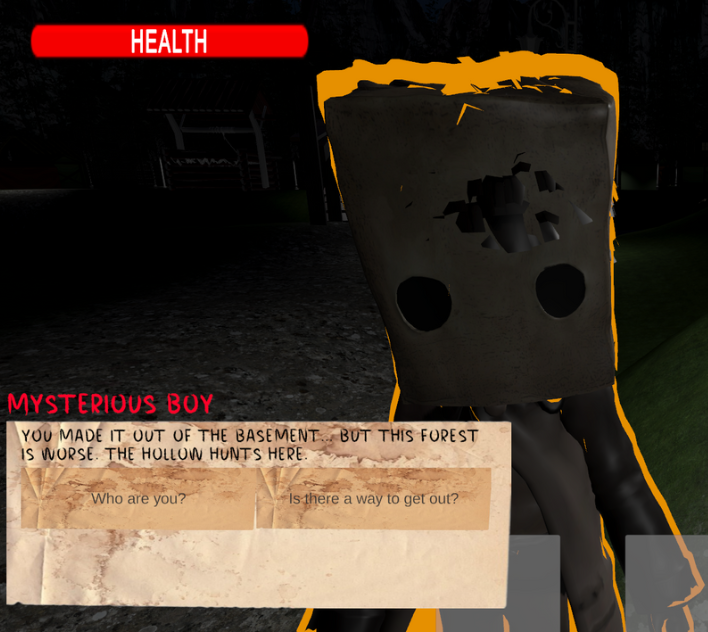 HEALTH
MYSTERIOUS BOY
YOU MADE IT OUT OF THE BASEMENT... BUT THIS FOREST
IS WORSE. THE HOLLOW HUNTS HERE.
Who are you?
Is there a way to get out?